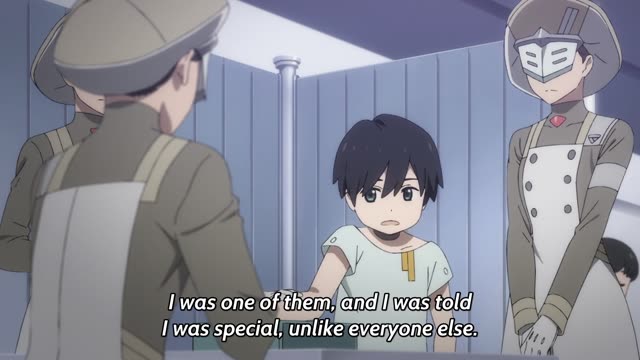 I was one of them, and I was told
I was special, unlike everyone else.